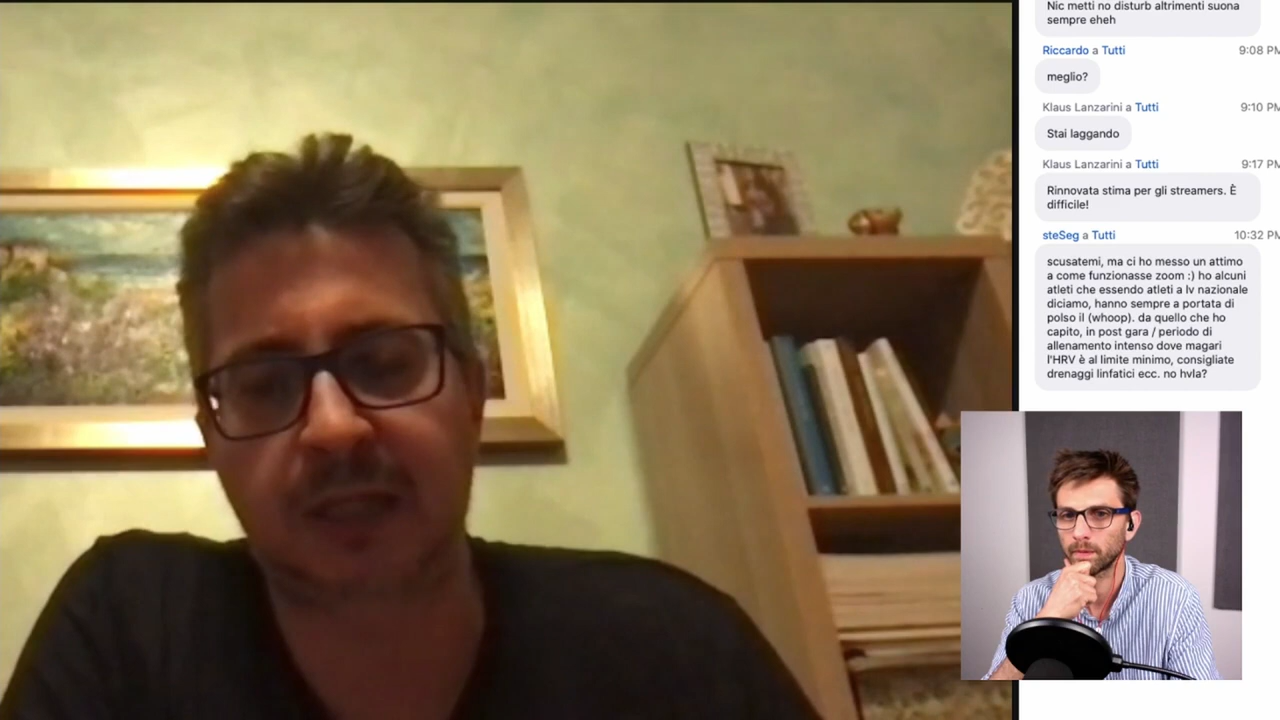 Nic metti no disturb altrimenti suona
sempre eheh
Riccardo a Tutti 9:08 PM
meglio?
Klaus Lanzarini a Tutti 9:10 PM
Stai laggando
Klaus Lanzarini a Tutti 9:17 PM
Rinnovata stima per gli streamers. È
difficile!
steSeg a Tutti 10:32 PM
scusatemi, ma ci ho messo un attimo
a come funzionasse zoom :) ho alcuni
atleti che essendo atleti a lv nazionale
diciamo, hanno sempre a portata di
polso il (whoop). da quello che ho
capito, in post gara / periodo di
allenamento intenso dove magari
l'HRV è al limite minimo, consigliate
drenaggi linfatici ecc. no hvla?